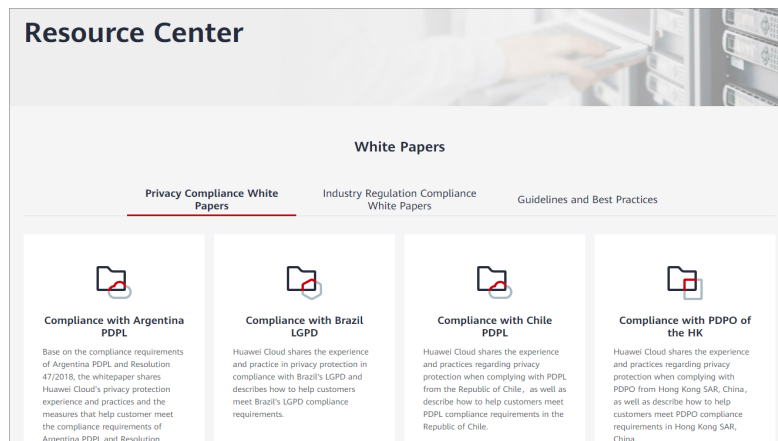 Resource Center
White Papers
Privacy Compliance White
Papers
Industry Regulation Compliance
White Papers
Guidelines and Best Practices
Compliance with Argentina
PDPL
Base on the compliance requirements
of Argentina PDPL and Resolution
47/2018, the whitepaper shares
Huawei Cloud's privacy protection
experience and practices and the
measures that help customer meet
the compliance requirements of
Argentina PDPL and Resolution
Compliance with Brazil
LGPD
Huawei Cloud shares the experience
and practice in privacy protection in
compliance with Brazil's LGPD and
describes how to help customers
meet Brazil's LGPD compliance
requirements.
Compliance with Chile
PDPL
Huawei Cloud shares the experience
and practices regarding privacy
protection when complying with PDPL
from the Republic of Chile, as well as
describe how to help customers meet
PDPL compliance requirements in the
Republic of Chile.
Compliance with PDPO of
the HK
Huawei Cloud shares the experience
and practices regarding privacy
protection when complying with
PDPO from Hong Kong SAR, China,
as well as describe how to help
customers meet PDPO compliance
requirements in Hong Kong SAR,
China.